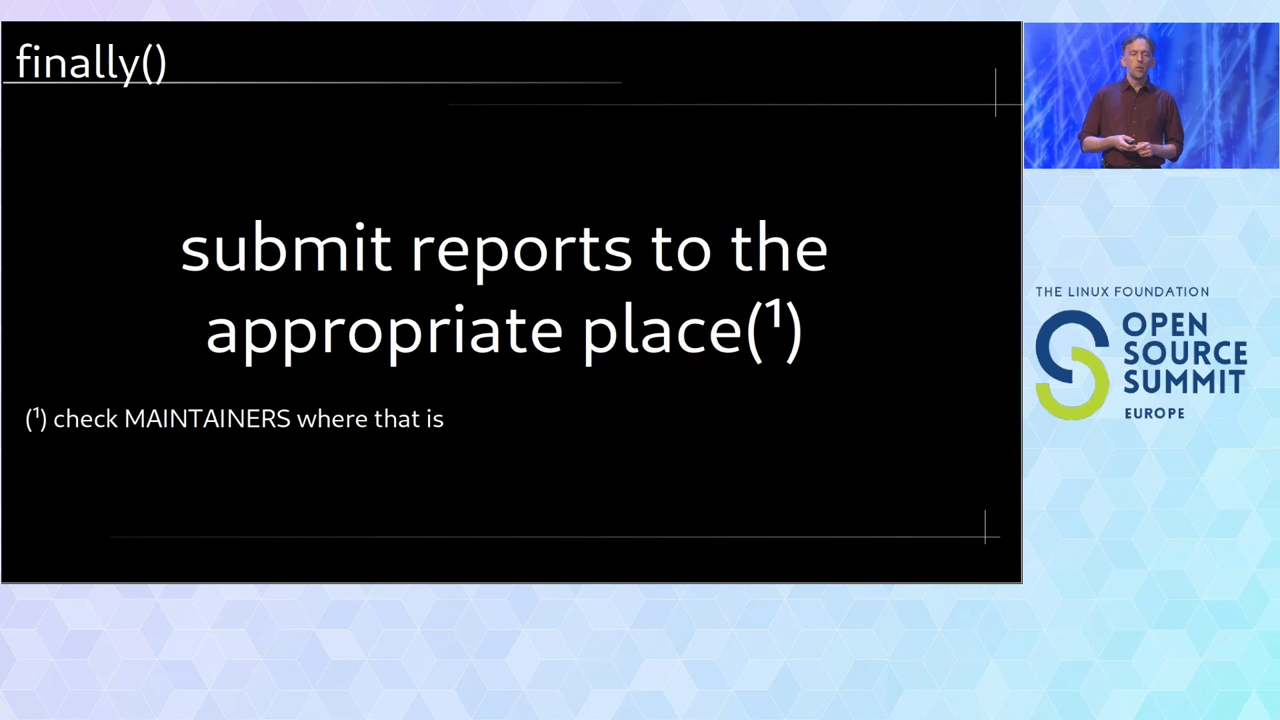 finally()
submit reports to the
appropriate place(¹)
(¹) check MAINTAINERS where that is
THE LINUX FOUNDATION
OPEN
SOURCE
SUMMIT
EUROPE